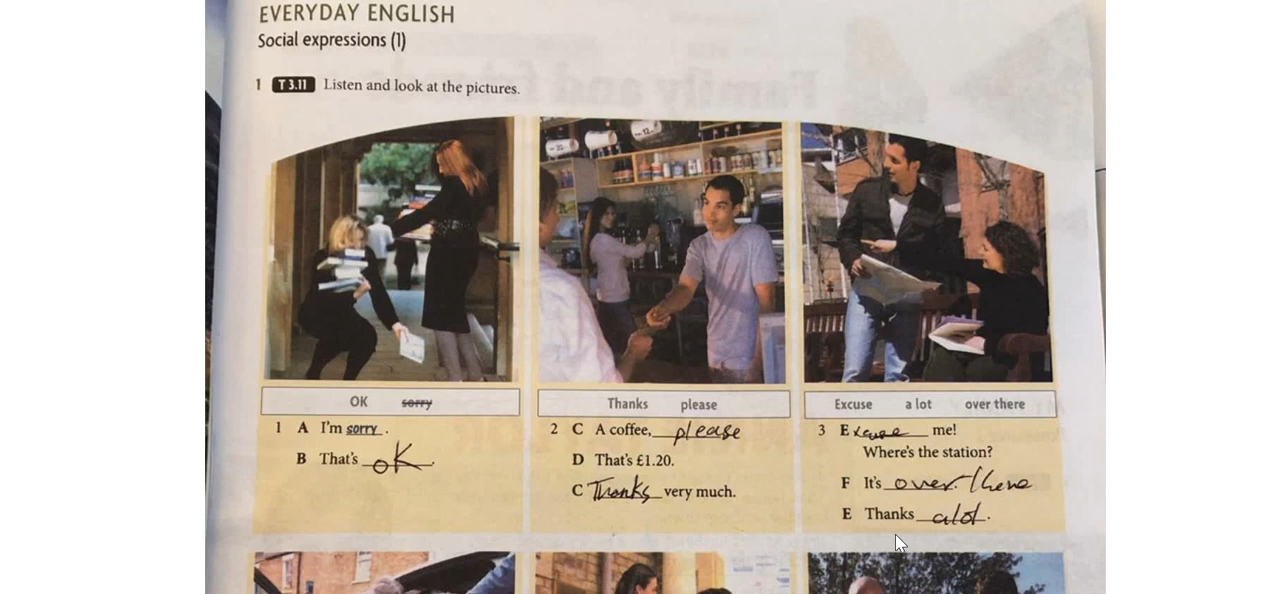 EVERYDAY ENGLISH
Social expressions (1)
1 T 3.11 Listen and look at the pictures.
OK sorry
1 A I'm sorry.
B That's OK.
Thanks please
2 C A coffee, please
D That's £1.20.
C Thanks very much.
Excuse a lot over there
3 Excuse me!
Where's the station?
F It's over there
E Thanks a lot.